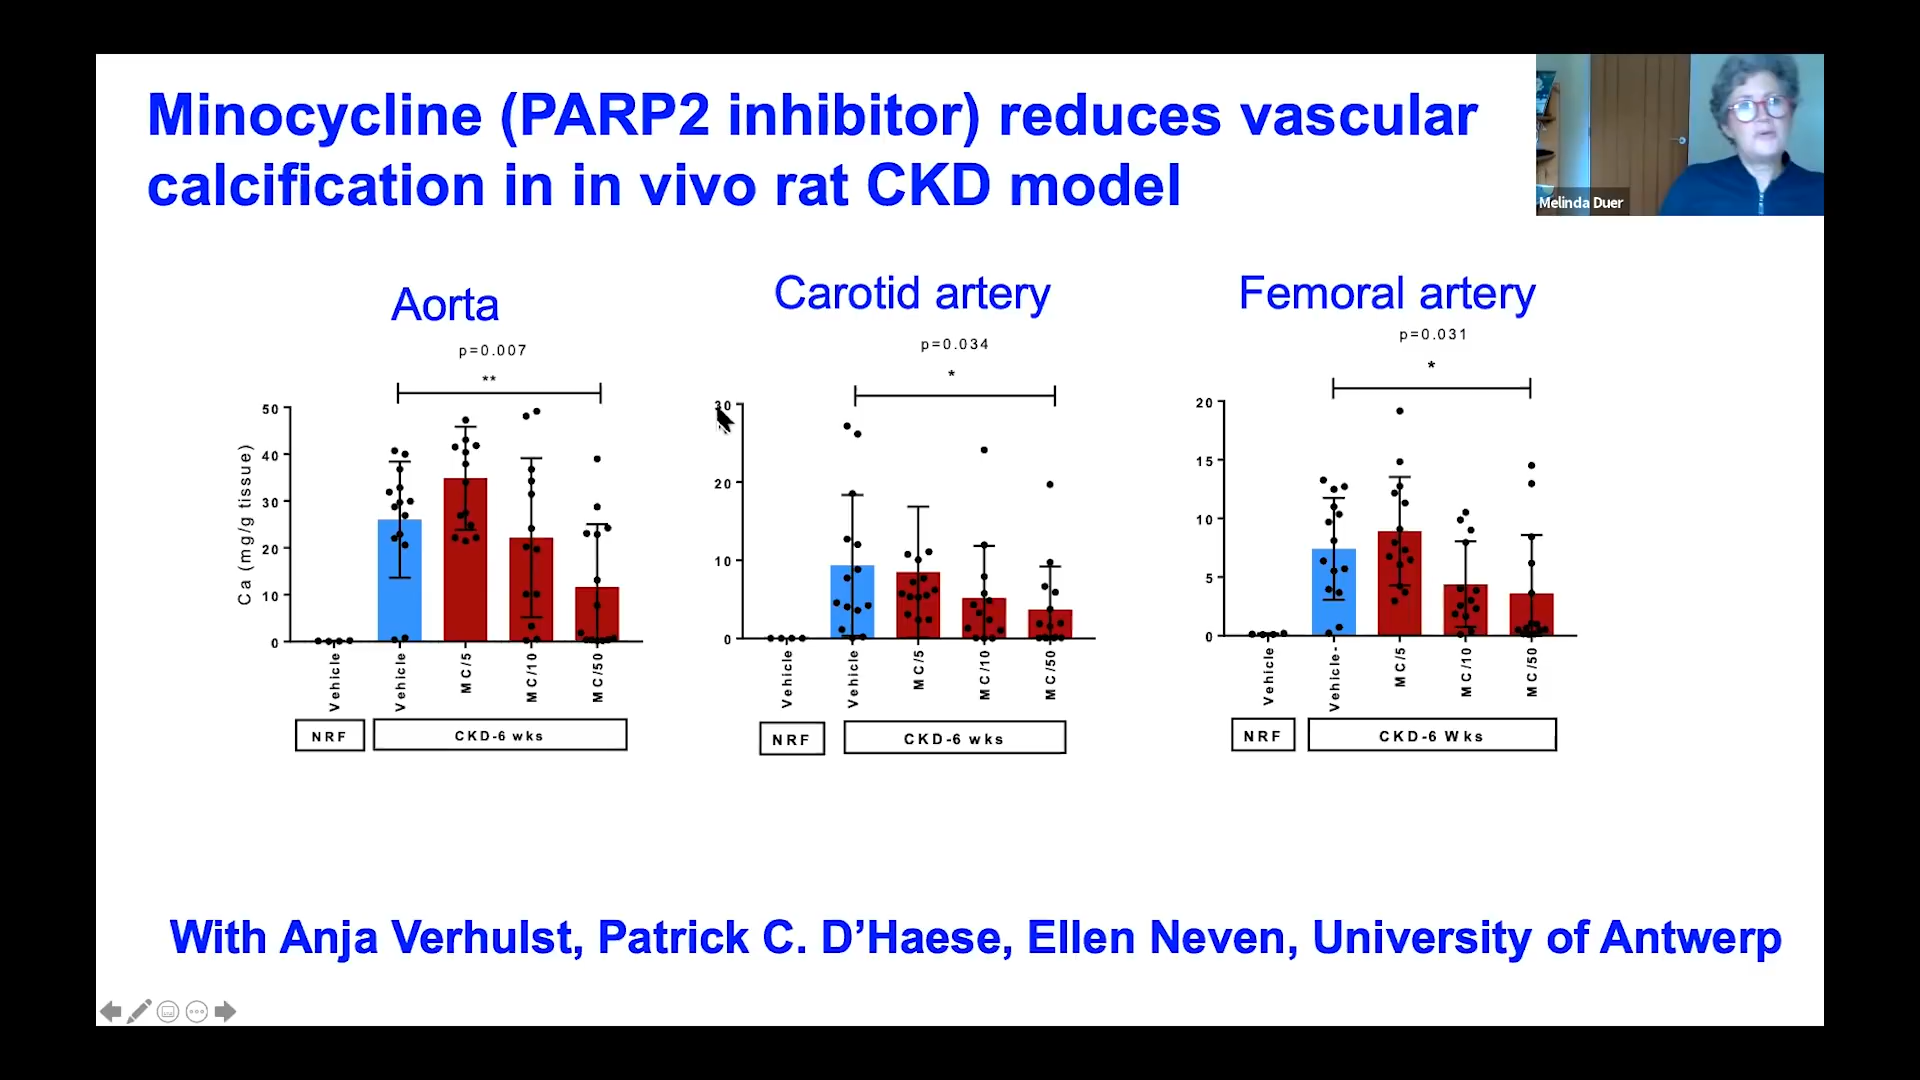 Minocycline (PARP2 inhibitor) reduces vascular
calcification in in vivo rat CKD model
Melinda Duer
Aorta
p=0.007
**
Ca (mg/g tissue)
50
40
30
20
10
0
Vehicle
Vehicle
MC/5
MC/10
MC/50
NRF
CKD-6 wks
Carotid artery
p=0.034
*
30
20
10
0
Vehicle
Vehicle
MC/5
MC/10
MC/50
NRF
CKD-6 wks
Femoral artery
p=0.031
*
20
15
10
5
0
Vehicle
Vehicle-
MC/5
MC/10
MC/50
NRF
CKD-6 Wks
With Anja Verhulst, Patrick C. D’Haese, Ellen Neven, University of Antwerp